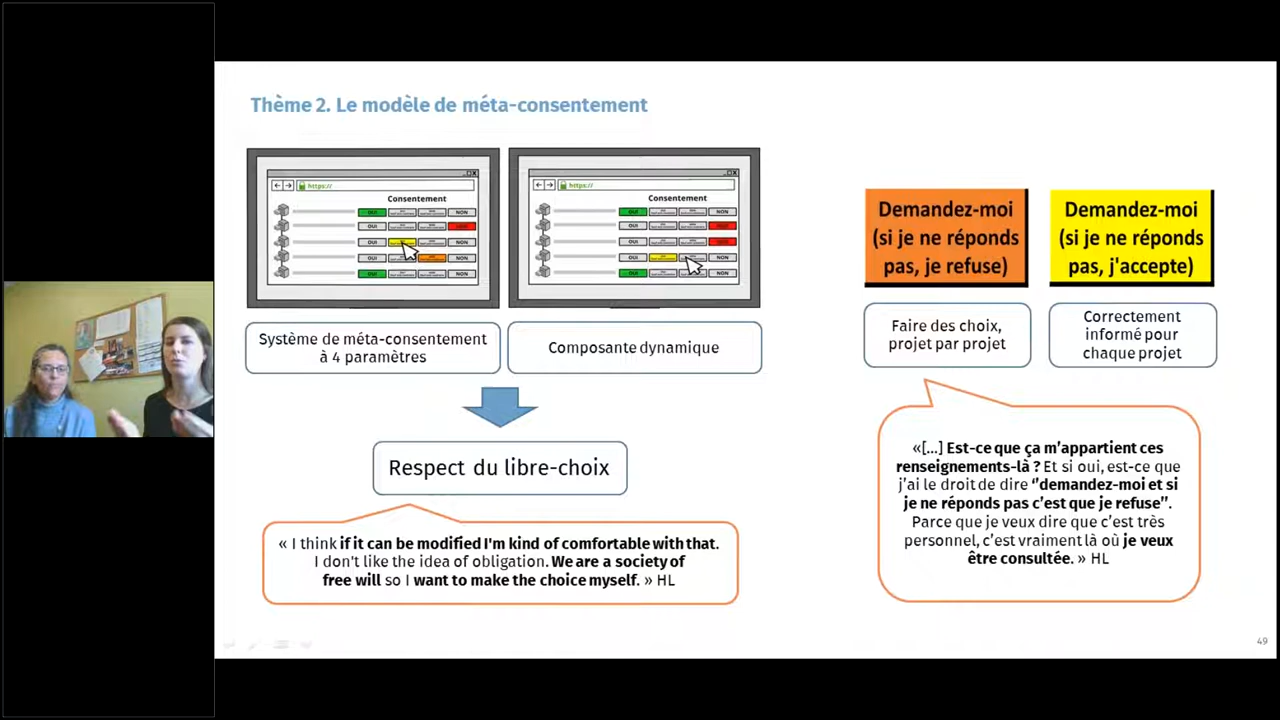 Thème 2. Le modèle de méta-consentement
https://
Consentement
OUI
NON
OUI
OUI
NON
OUI
NON
OUI
NON
https://
Consentement
OUI
NON
OUI
OUI
OUI
NON
OUI
NON
Système de méta-consentement
à 4 paramètres
Composante dynamique
Respect du libre-choix
« I think if it can be modified I'm kind of comfortable with that.
I don't like the idea of obligation. We are a society of
free will so I want to make the choice myself. » HL
Demandez-moi
(si je ne réponds
pas, je refuse)
Demandez-moi
(si je ne réponds
pas, j'accepte)
Faire des choix,
projet par projet
Correctement
informé pour
chaque projet
«[...] Est-ce que ça m’appartient ces
renseignements-là ? Et si oui, est-ce que
j’ai le droit de dire ‘’demandez-moi et si
je ne réponds pas c’est que je refuse’’.
Parce que je veux dire que c’est très
personnel, c’est vraiment là où je veux
être consultée. » HL
49